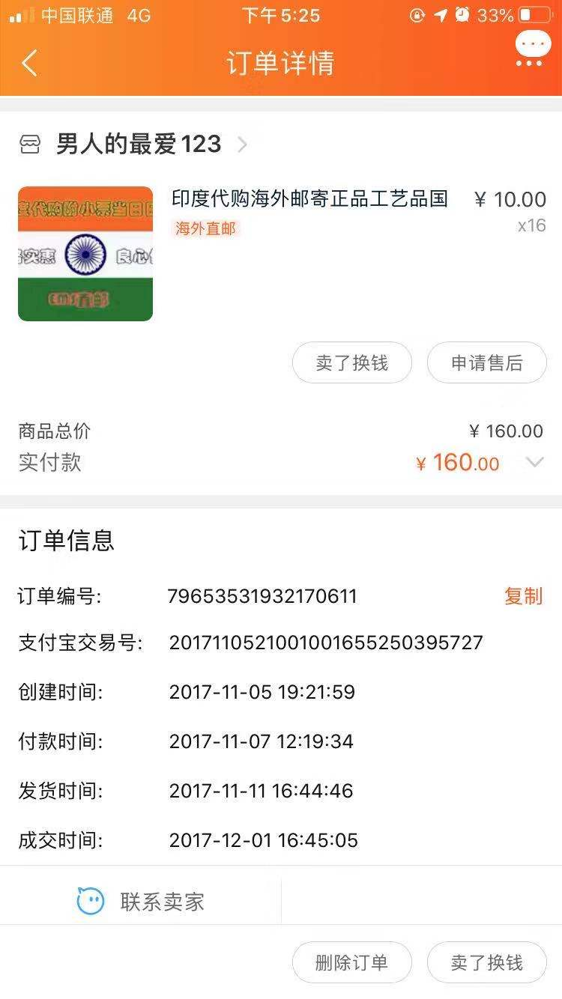 中国联通 4G 下午5:25 33%
订单详情
男人的最爱123
印度代购海外邮寄正品工艺品国 ¥ 10.00
海外直邮 x16
度代购附小票当日
实惠 良心
EMS直邮
卖了换钱 申请售后
商品总价 ¥ 160.00
实付款 ¥ 160.00
订单信息
订单编号: 79653531932170611 复制
支付宝交易号: 2017110521001001655250395727
创建时间: 2017-11-05 19:21:59
付款时间: 2017-11-07 12:19:34
发货时间: 2017-11-11 16:44:46
成交时间: 2017-12-01 16:45:05
联系卖家
删除订单 卖了换钱